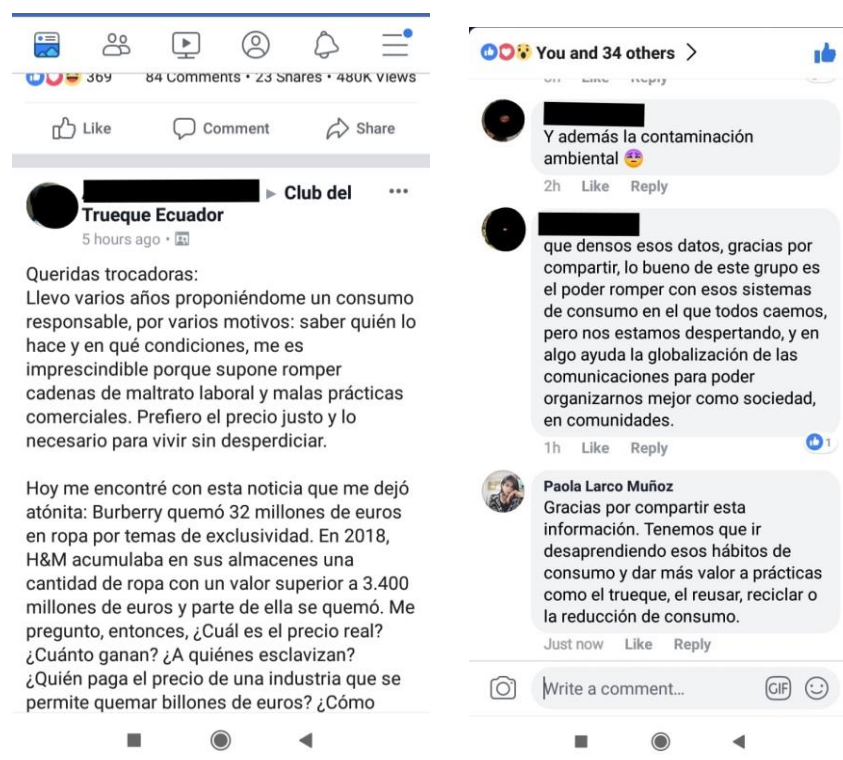 369 84 Comments • 23 Shares • 480K Views
Like Comment Share
▸ Club del
Trueque Ecuador
5 hours ago •
Queridas trocadoras:
Llevo varios años proponiéndome un consumo
responsable, por varios motivos: saber quién lo
hace y en qué condiciones, me es
imprescindible porque supone romper
cadenas de maltrato laboral y malas prácticas
comerciales. Prefiero el precio justo y lo
necesario para vivir sin desperdiciar.
Hoy me encontré con esta noticia que me dejó
atónita: Burberry quemó 32 millones de euros
en ropa por temas de exclusividad. En 2018,
H&M acumulaba en sus almacenes una
cantidad de ropa con un valor superior a 3.400
millones de euros y parte de ella se quemó. Me
pregunto, entonces, ¿Cuál es el precio real?
¿Cuánto ganan? ¿A quiénes esclavizan?
¿Quién paga el precio de una industria que se
permite quemar billones de euros? ¿Cómo
You and 34 others
Like Reply
Y además la contaminación
ambiental
2h Like Reply
que densos esos datos, gracias por
compartir, lo bueno de este grupo es
el poder romper con esos sistemas
de consumo en el que todos caemos,
pero nos estamos despertando, y en
algo ayuda la globalización de las
comunicaciones para poder
organizarnos mejor como sociedad,
en comunidades.
1h Like Reply 1
Paola Larco Muñoz
Gracias por compartir esta
información. Tenemos que ir
desaprendiendo esos hábitos de
consumo y dar más valor a prácticas
como el trueque, el reusar, reciclar o
la reducción de consumo.
Just now Like Reply
Write a comment... GIF